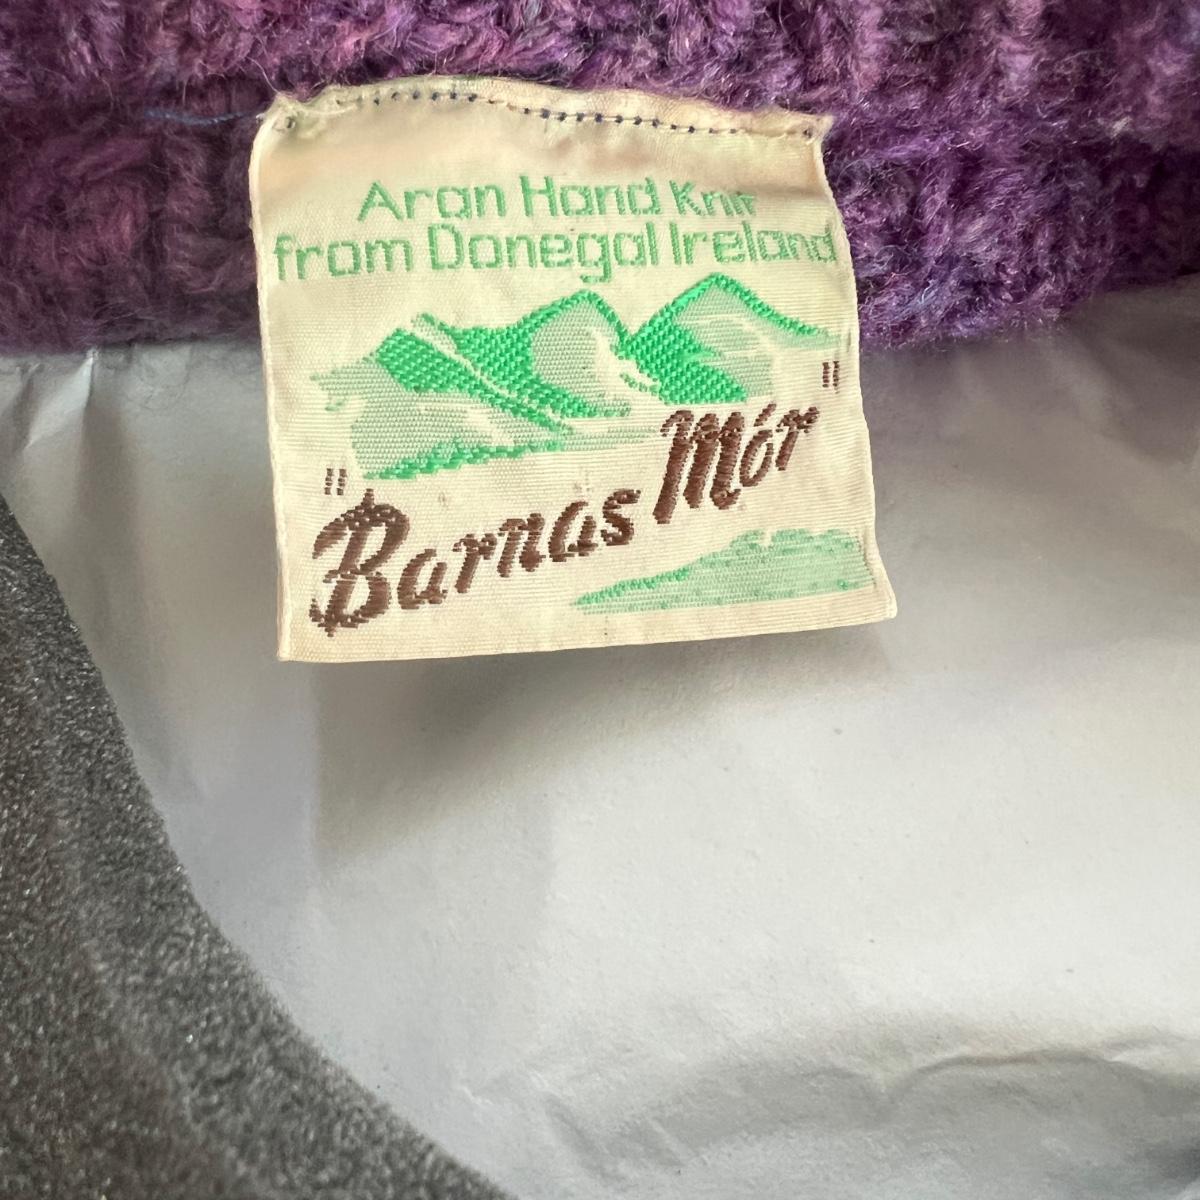 Aran Hand Knit
from Donegal Ireland
"Barnas Mór"